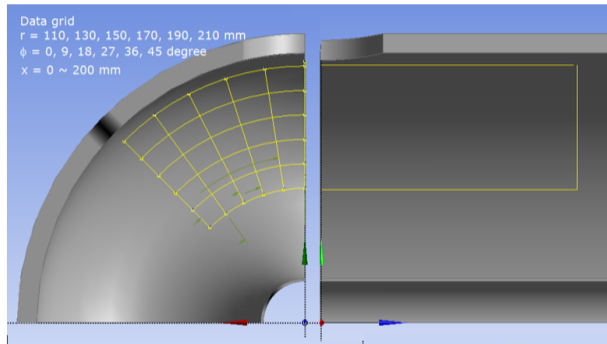 Data grid
r = 110, 130, 150, 170, 190, 210 mm
ϕ = 0, 9, 18, 27, 36, 45 degree
x = 0 ~ 200 mm